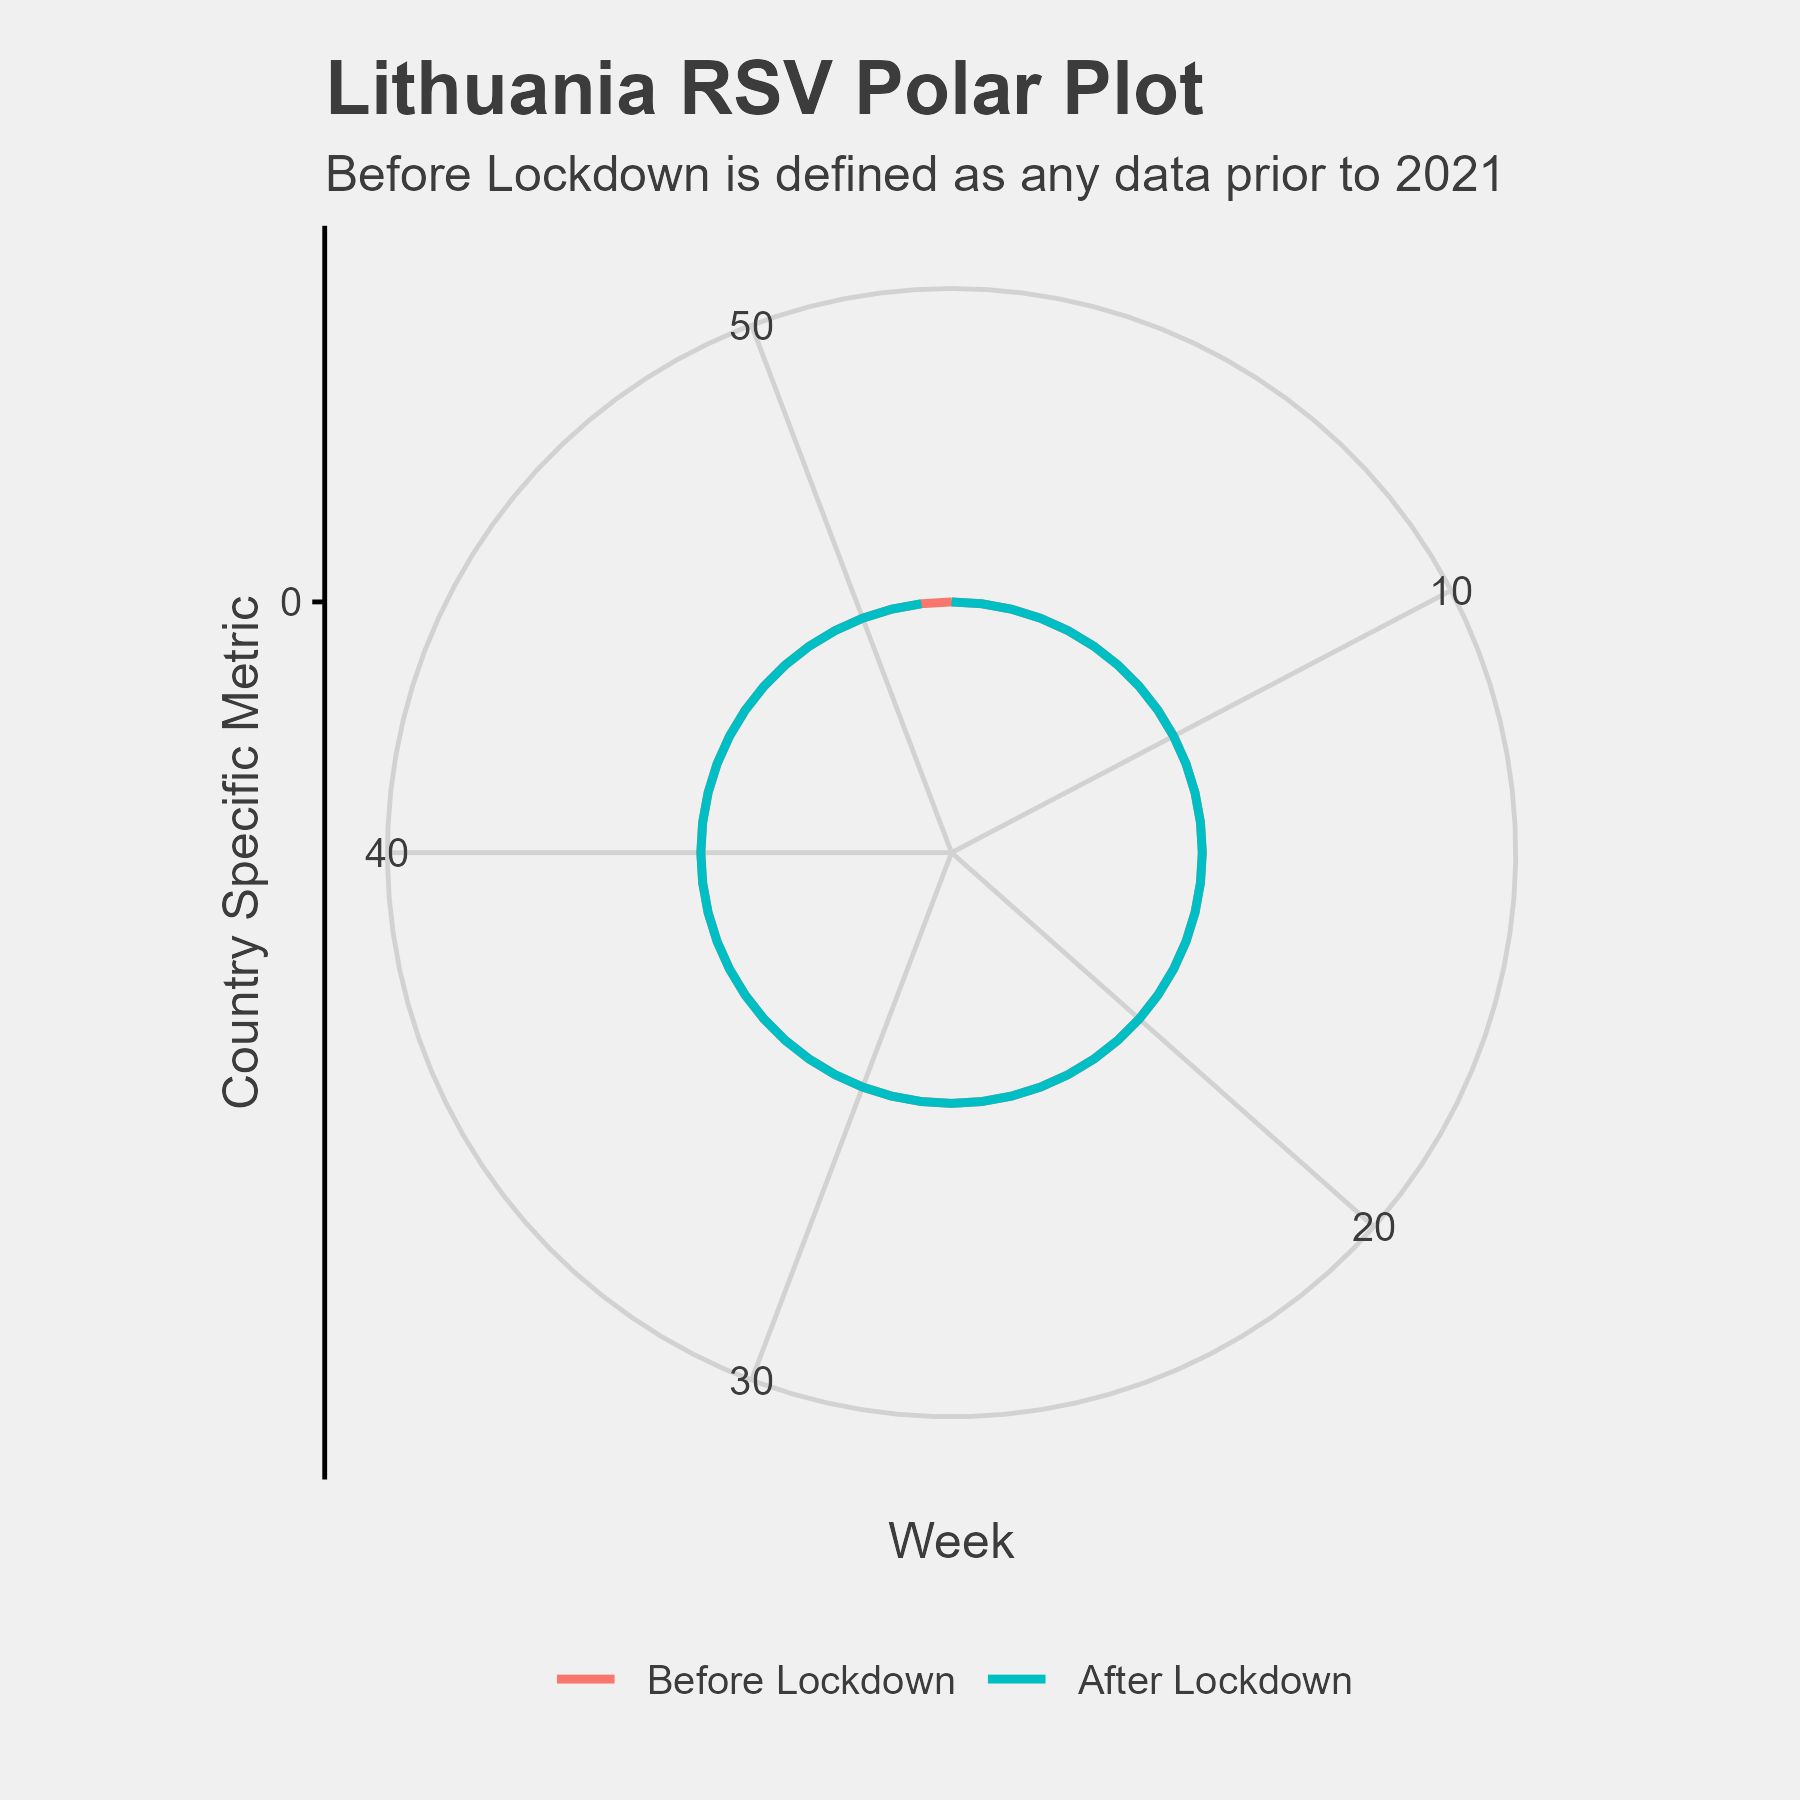 Lithuania RSV Polar Plot
Before Lockdown is defined as any data prior to 2021
50
10
0
40
Country Specific Metric
20
30
Week
Before Lockdown
After Lockdown